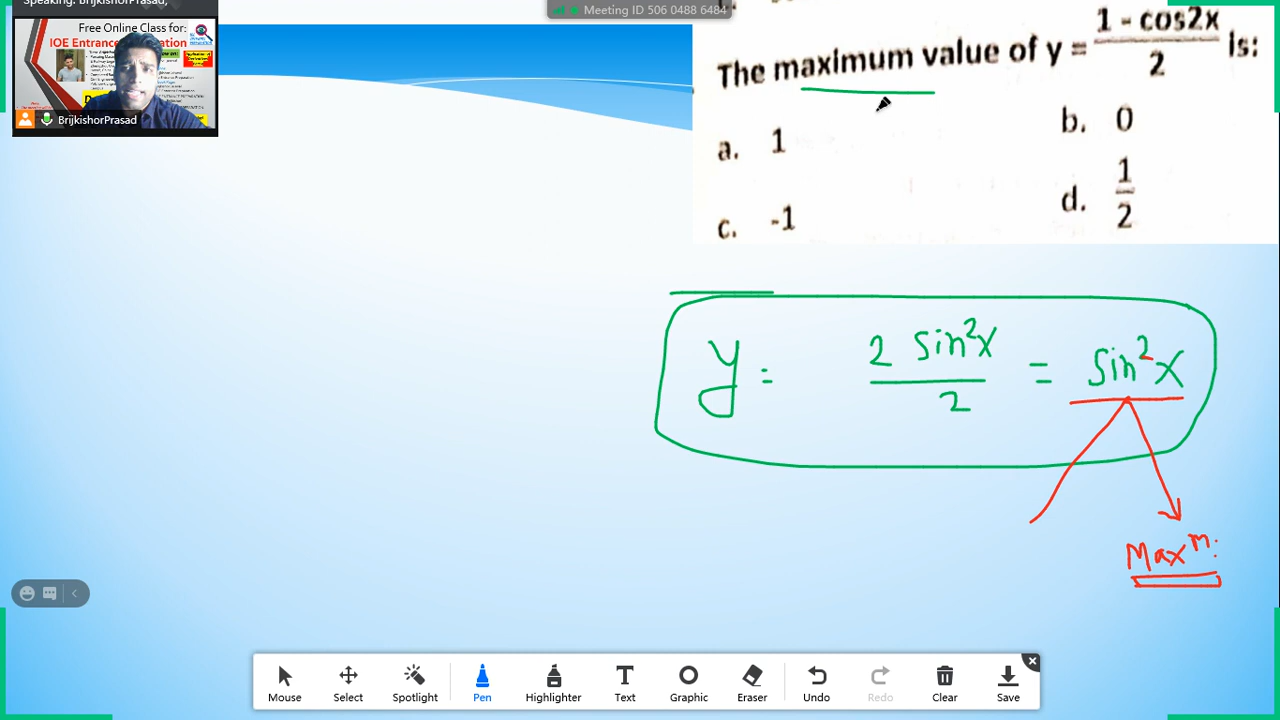 Speaking: BrijkishorPrasad,
Meeting ID 506 0488 6484
Free Online Class for:
IOE Entrance
BrijkishorPrasad
The maximum value of y = (1 - cos2x)/2 is:
a. 1
b. 0
c. -1
d. 1/2
y = 2 sin²x/2 = sin²x
Max^m.
Mouse Select Spotlight Pen Highlighter Text Graphic Eraser Undo Redo Clear Save